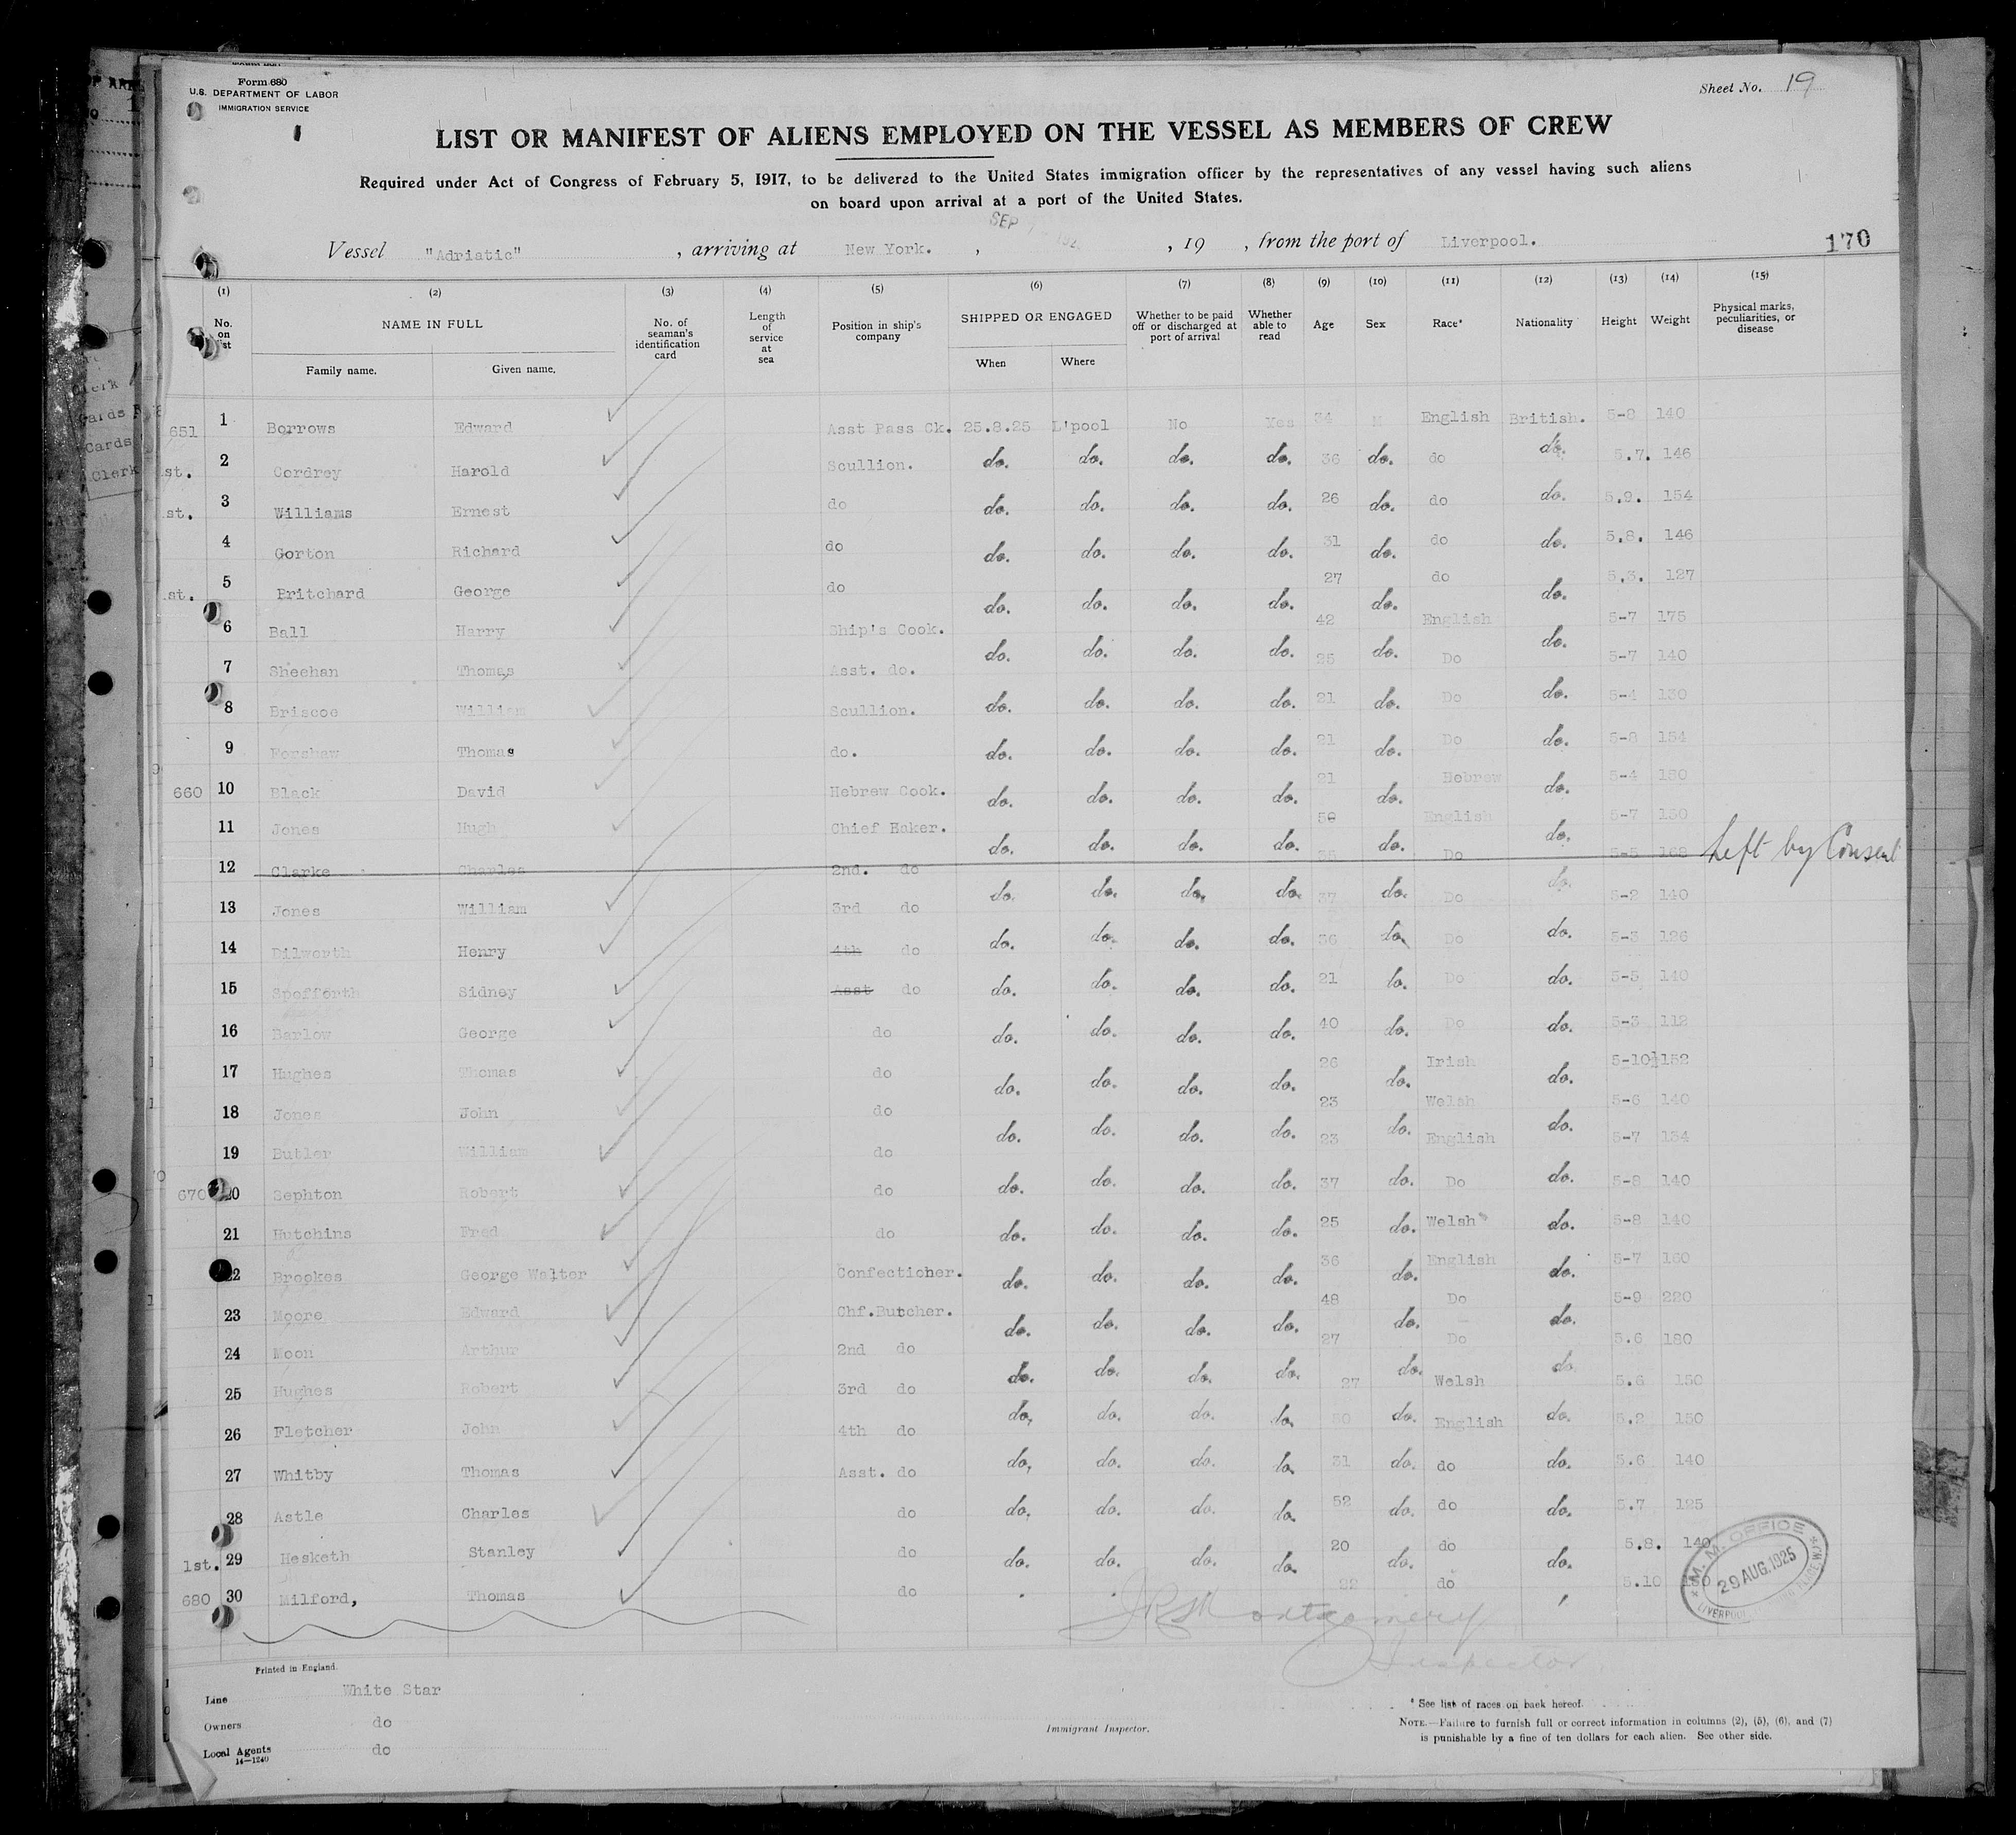 Form 680
U.S. DEPARTMENT OF LABOR
IMMIGRATION SERVICE
Sheet No. 19
LIST OR MANIFEST OF ALIENS EMPLOYED ON THE VESSEL AS MEMBERS OF CREW
Required under Act of Congress of February 5, 1917, to be delivered to the United States immigration officer by the representatives of any vessel having such aliens
on board upon arrival at a port of the United States.
SEP
Vessel "Adriatic" , arriving at New York. , , 19 , from the port of Liverpool. 170
(1) (2) (3) (4) (5) (6) (7) (8) (9) (10) (11) (12) (13) (14) (15)
No. on list NAME IN FULL Family name. Given name. No. of seaman's identification card Length of service at sea Position in ship's company SHIPPED OR ENGAGED When Where Whether to be paid off or discharged at port of arrival Whether able to read Age Sex Race* Nationality Height Weight Physical marks, peculiarities, or disease
651 1 Borrows Edward Asst Pass Ck. 25.8.25 L'pool No Yes 34 M English British. 5-8 140
st. 2 Cordrey Harold Scullion. do. do. do. do. 36 do. do do. 5.7. 146
st. 3 Williams Ernest do do. do. do. do. 26 do. do do. 5.9. 154
4 Gorton Richard do do. do. do. do. 31 do. do do. 5.8. 146
st. 5 Pritchard George do do. do. do. do. 27 do. do do. 5.3. 127
6 Ball Harry Ship's Cook. do. do. do. do. 42 do. English do. 5-7 175
7 Sheehan Thomas Asst. do. do. do. do. do. 25 do. Do do. 5-7 140
8 Briscoe William Scullion. do. do. do. do. 21 do. Do do. 5-4 130
9 Forshaw Thomas do. do. do. do. do. 21 do. Do do. 5-8 154
660 10 Black David Hebrew Cook. do. do. do. do. 21 do. Hebrew do. 5-4 150
11 Jones Hugh Chief Baker. do. do. do. do. 50 do. English do. 5-7 150
12 Clarke Charles 2nd. do do. do. do. do. 35 do. Do do. 5-5 168 Left by Consent
13 Jones William 3rd do do. do. do. do. 37 do. Do do. 5-2 140
14 Dilworth Henry 4th do do. do. do. do. 36 do. Do do. 5-3 126
15 Spofforth Sidney Asst do do. do. do. do. 21 do. Do do. 5-5 140
16 Barlow George do do. do. do. do. 40 do. Do do. 5-3 112
17 Hughes Thomas do do. do. do. do. 26 do. Irish do. 5-10½ 152
18 Jones John do do. do. do. do. 23 do. Welsh do. 5-6 140
19 Butler William do do. do. do. do. 23 do. English do. 5-7 134
670 20 Sephton Robert do do. do. do. do. 37 do. Do do. 5-8 140
21 Hutchins Fred do do. do. do. do. 25 do. Welsh do. 5-8 140
22 Brookes George Walter Confectioner. do. do. do. do. 36 do. English do. 5-7 160
23 Moore Edward Chf.Butcher. do. do. do. do. 48 do. Do do. 5-9 220
24 Moon Arthur 2nd do do. do. do. do. 27 do. Do do. 5.6 180
25 Hughes Robert 3rd do do. do. do. do. 27 do. Welsh do. 5.6 150
26 Fletcher John 4th do do. do. do. do. 50 do. English do. 5.2 150
27 Whitby Thomas Asst. do do. do. do. do. 31 do. do do. 5.6 140
28 Astle Charles do do. do. do. do. 52 do. do do. 5.7 125
1st. 29 Hesketh Stanley do do. do. do. do. 20 do. do do. 5.8. 140
680 30 Milford, Thomas do 22 do 5.10
M. M. OFFICE
29 AUG. 1925
LIVERPOOL
Montgomery
Inspector
Printed in England.
Line White Star
Owners do
Local Agents do
14—1240
Immigrant Inspector.
* See list of races on back hereof.
NOTE.—Failure to furnish full or correct information in columns (2), (5), (6), and (7)
is punishable by a fine of ten dollars for each alien. See other side.
Clerk
Cards
Cards
Clerk